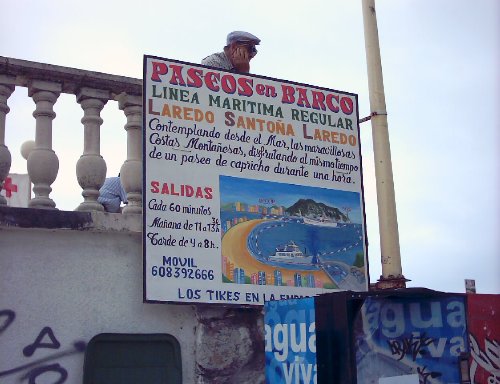 PASEOS en BARCO
LINEA MARITIMA REGULAR
LAREDO SANTOÑA LAREDO
Contemplando desde el Mar, las maravillosas
Costas Montañosas, disfrutando al mismo tiempo
de un paseo de capricho durante una hora.
SALIDAS
Cada 60 minutos
Mañana de 11 a 13h
Tarde de 4 a 8h.
MOVIL
608392666
LOS TIKES EN LA
agua
viva
agua
viva